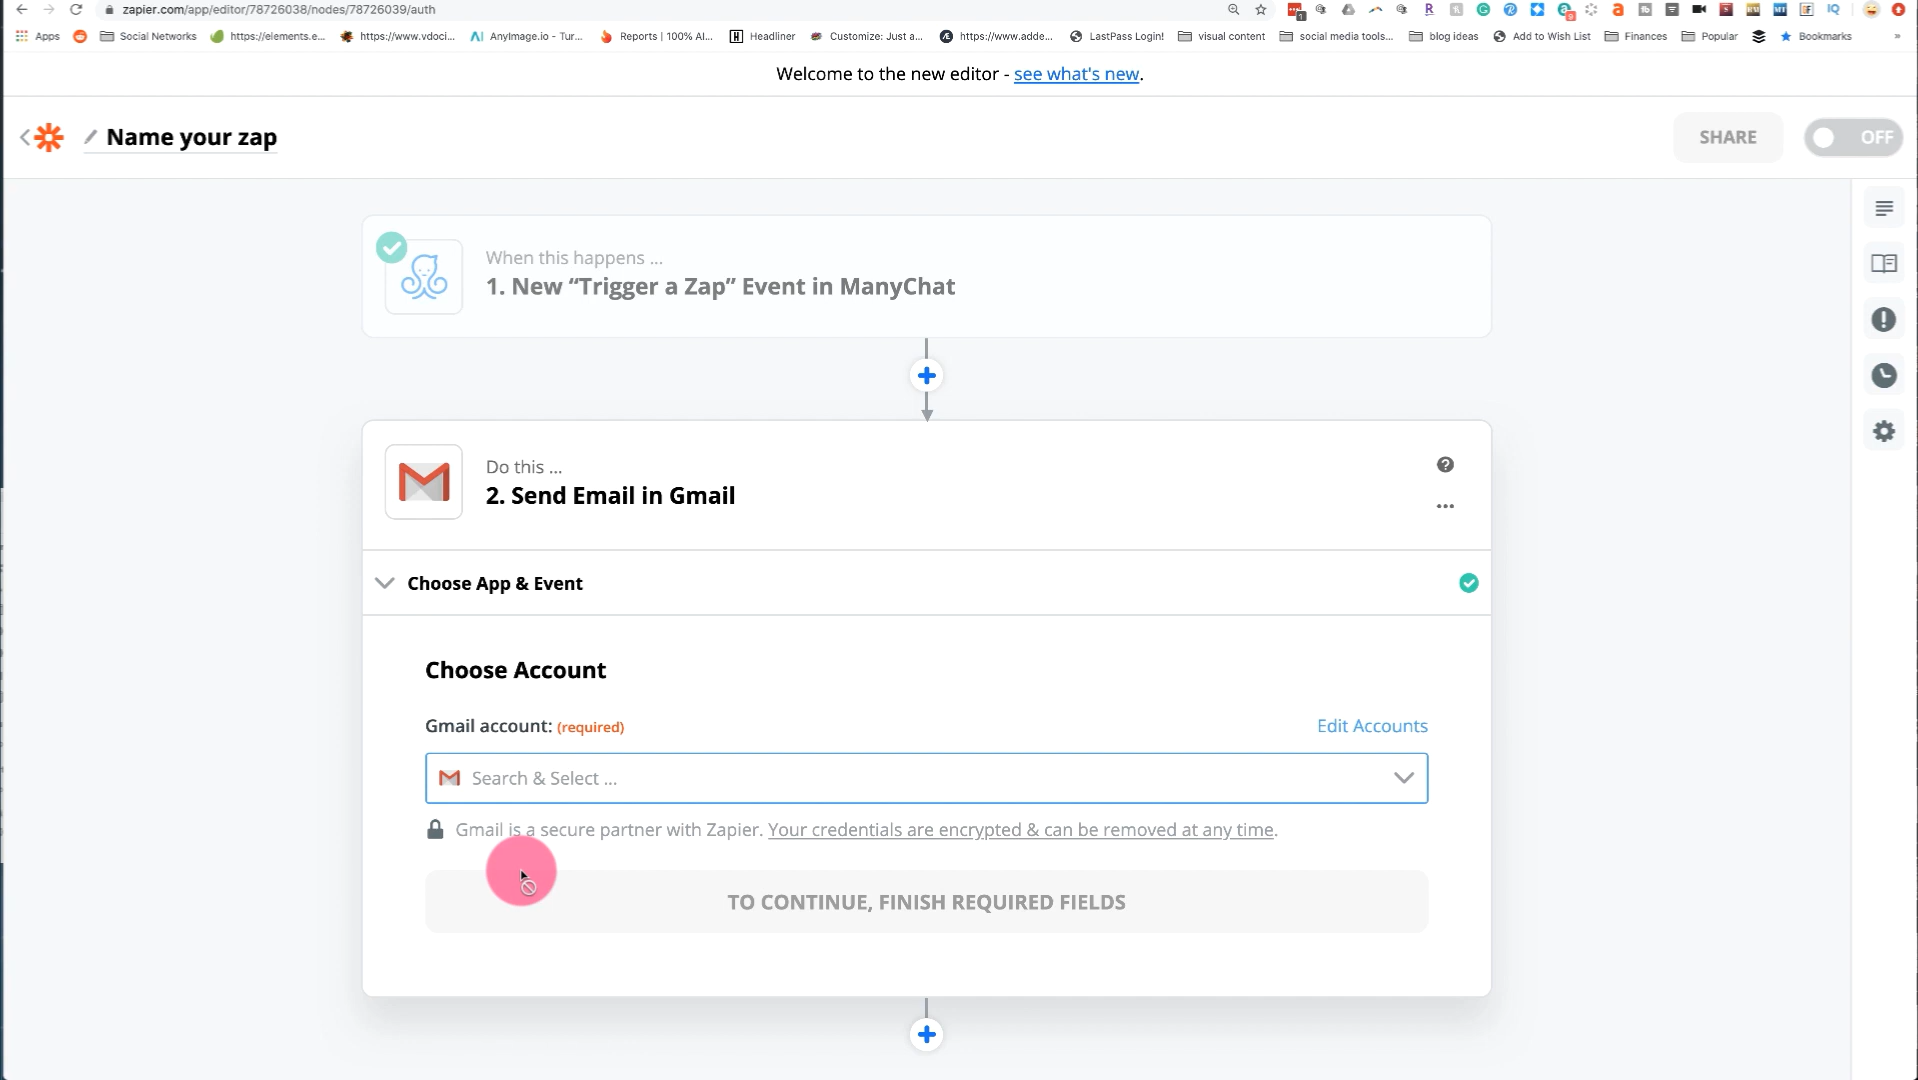 zapier.com/app/editor/78726038/nodes/78726039/auth
Apps Social Networks https://elements.e... https://www.vdoci... AnyImage.io - Tur... Reports | 100% Al... Headliner Customize: Just a... https://www.adde... LastPass Login! visual content social media tools... blog ideas Add to Wish List Finances Popular Bookmarks »
Welcome to the new editor - see what's new.
Name your zap
SHARE
OFF
When this happens ...
1. New “Trigger a Zap” Event in ManyChat
Do this ...
2. Send Email in Gmail
Choose App & Event
Choose Account
Gmail account: (required)
Edit Accounts
Search & Select ...
Gmail is a secure partner with Zapier. Your credentials are encrypted & can be removed at any time.
TO CONTINUE, FINISH REQUIRED FIELDS